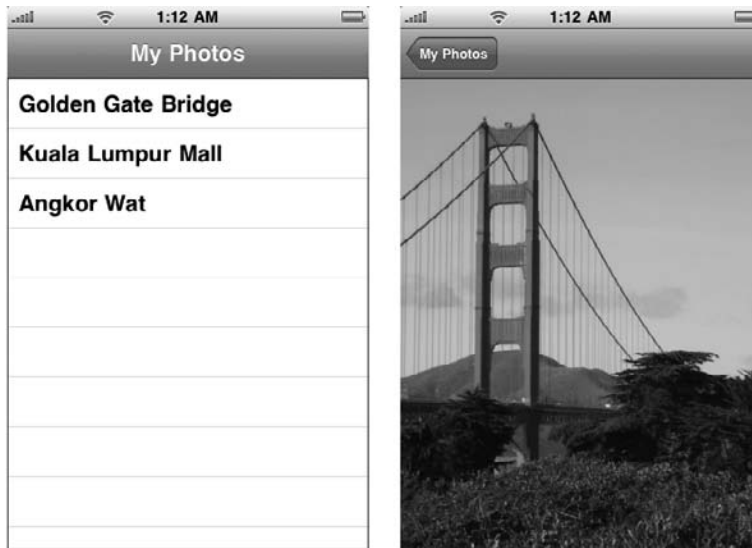 1:12 AM
My Photos
Golden Gate Bridge
Kuala Lumpur Mall
Angkor Wat
1:12 AM
My Photos